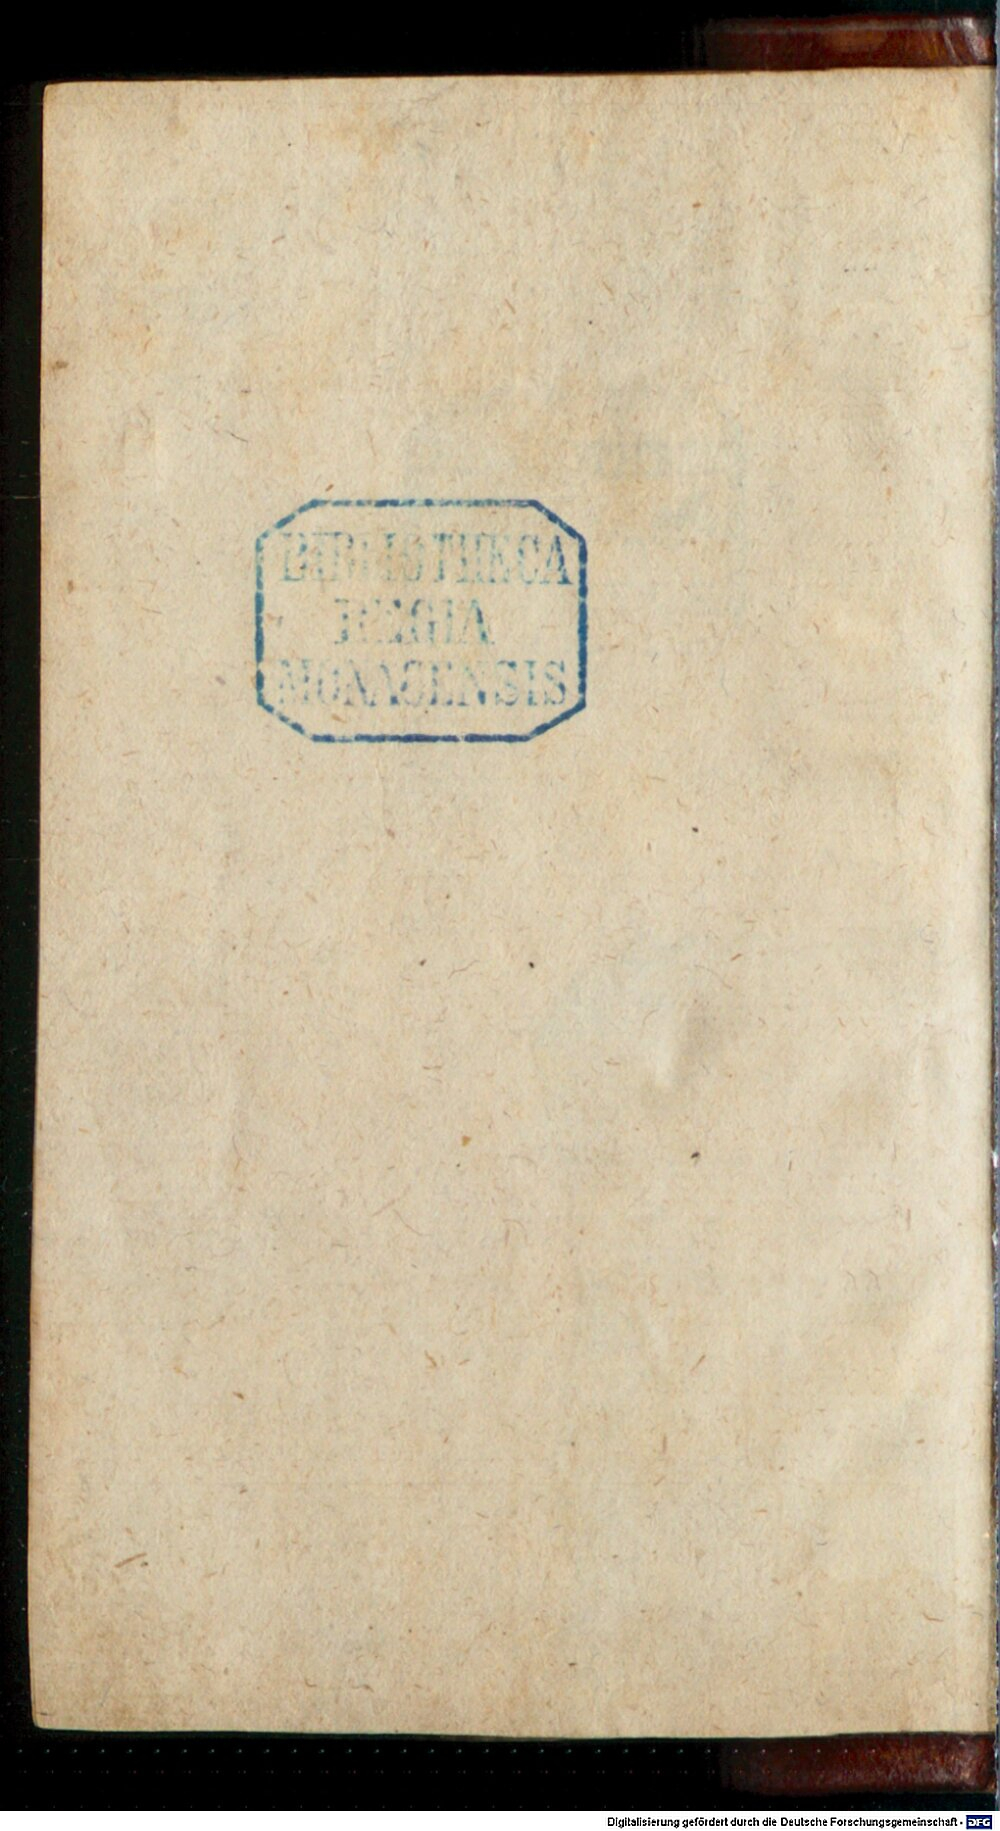 BIBLIOTHECA
REGIA
MONACENSIS
Digitalisierung gefördert durch die Deutsche Forschungsgemeinschaft - DFG